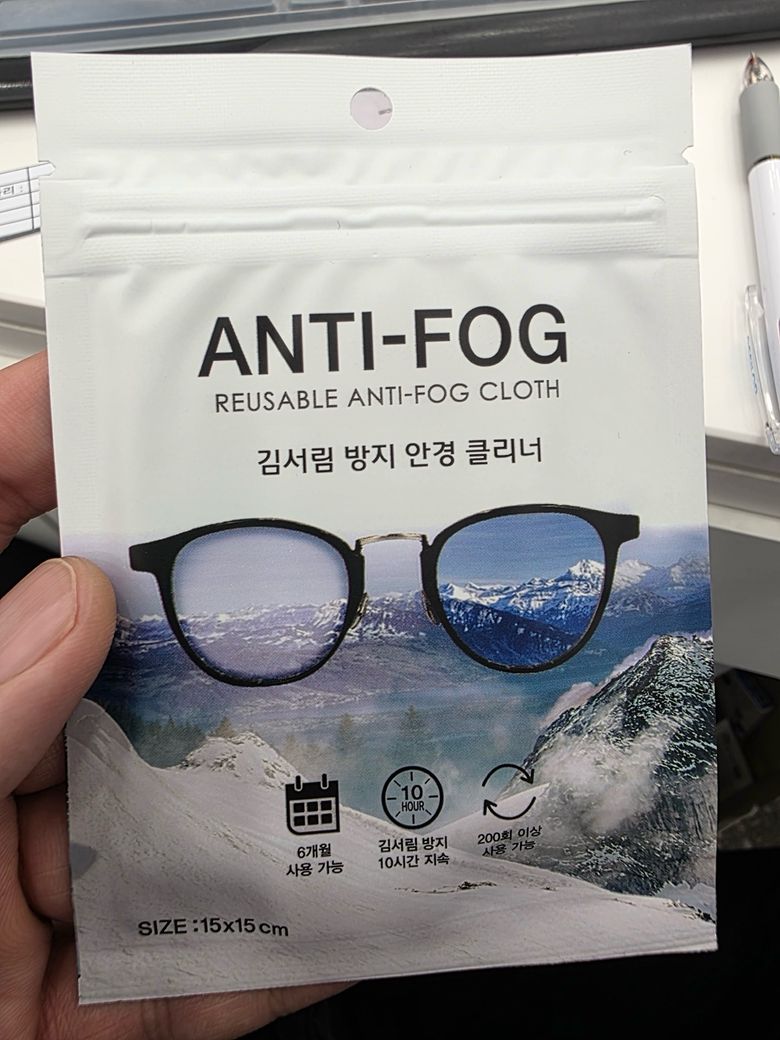 ANTI-FOG
REUSABLE ANTI-FOG CLOTH
김서림 방지 안경 클리너
6개월
사용 가능
10
HOUR
김서림 방지
10시간 지속
200회 이상
사용 가능
SIZE : 15x15cm